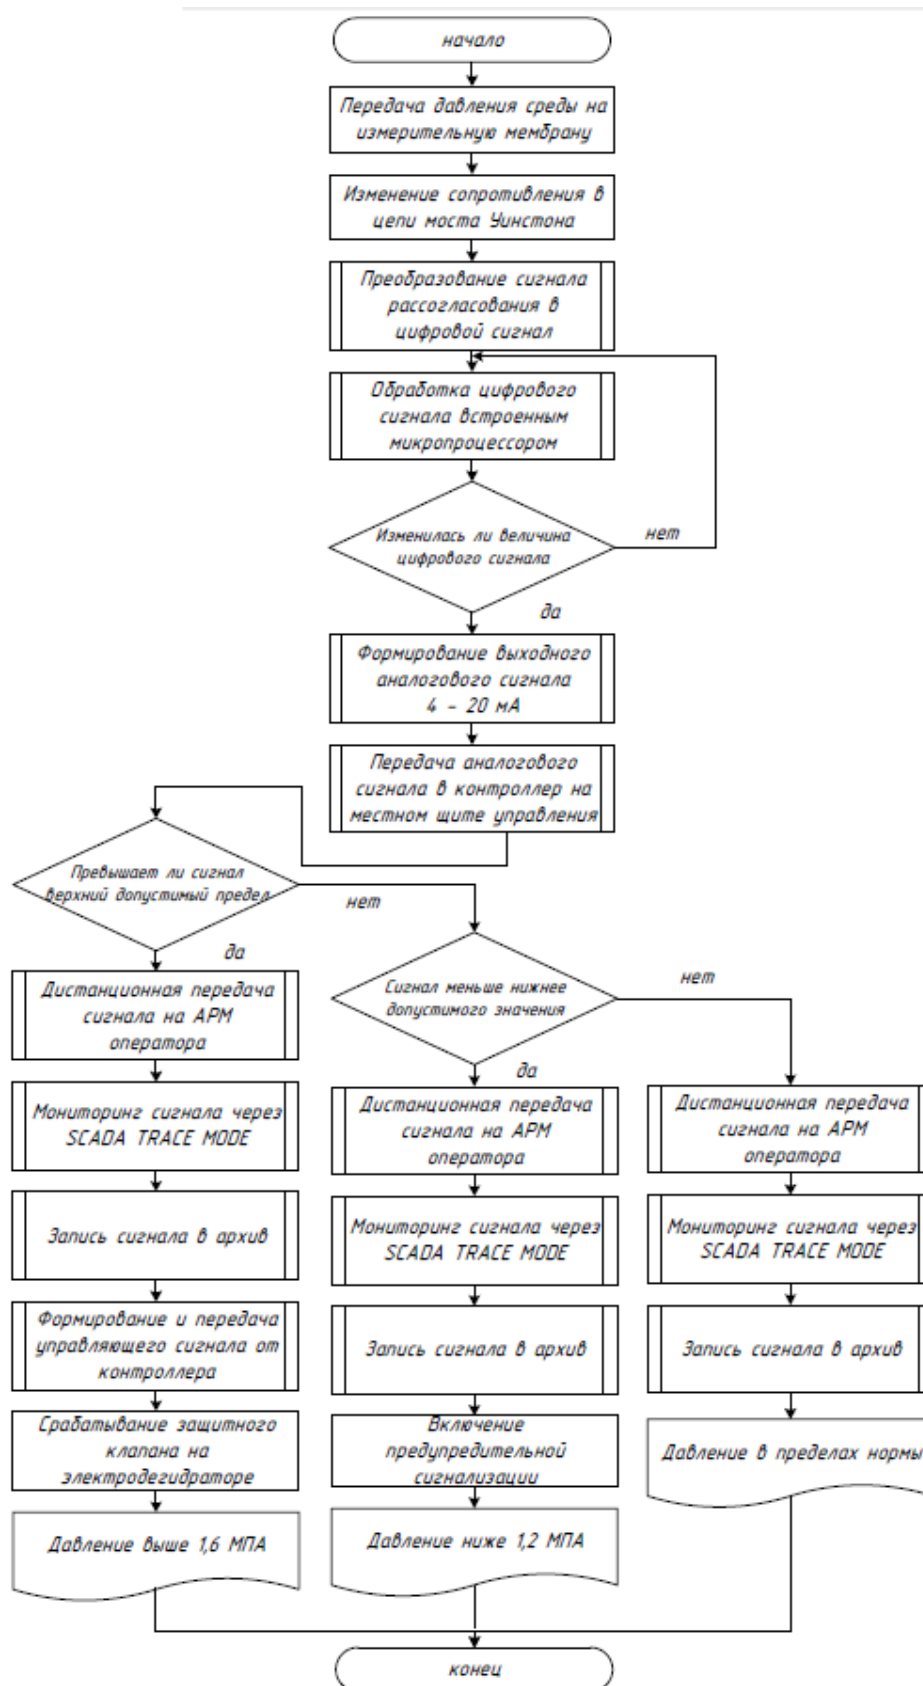 начало
Передача давления среды на
измерительную мембрану
Изменение сопротивления в
цепи моста Уинстона
Преобразование сигнала
рассогласования в
цифровой сигнал
Обработка цифрового
сигнала встроенным
микропроцессором
Изменилась ли величина
цифрового сигнала
нет
да
Формирование выходного
аналогового сигнала
4 - 20 мА
Передача аналогового
сигнала в контроллер на
местном щите управления
Превышает ли сигнал
верхний допустимый предел
нет
да
Сигнал меньше нижнее
допустимого значения
нет
да
Дистанционная передача
сигнала на АРМ
оператора
Мониторинг сигнала через
SCADA TRACE MODE
Запись сигнала в архив
Формирование и передача
управляющего сигнала от
контроллера
Срабатывание защитного
клапана на
электродегидраторе
Давление выше 1,6 МПА
Дистанционная передача
сигнала на АРМ
оператора
Мониторинг сигнала через
SCADA TRACE MODE
Запись сигнала в архив
Включение
предупредительной
сигнализации
Давление ниже 1,2 МПА
Дистанционная передача
сигнала на АРМ
оператора
Мониторинг сигнала через
SCADA TRACE MODE
Запись сигнала в архив
Давление в пределах нормы
конец